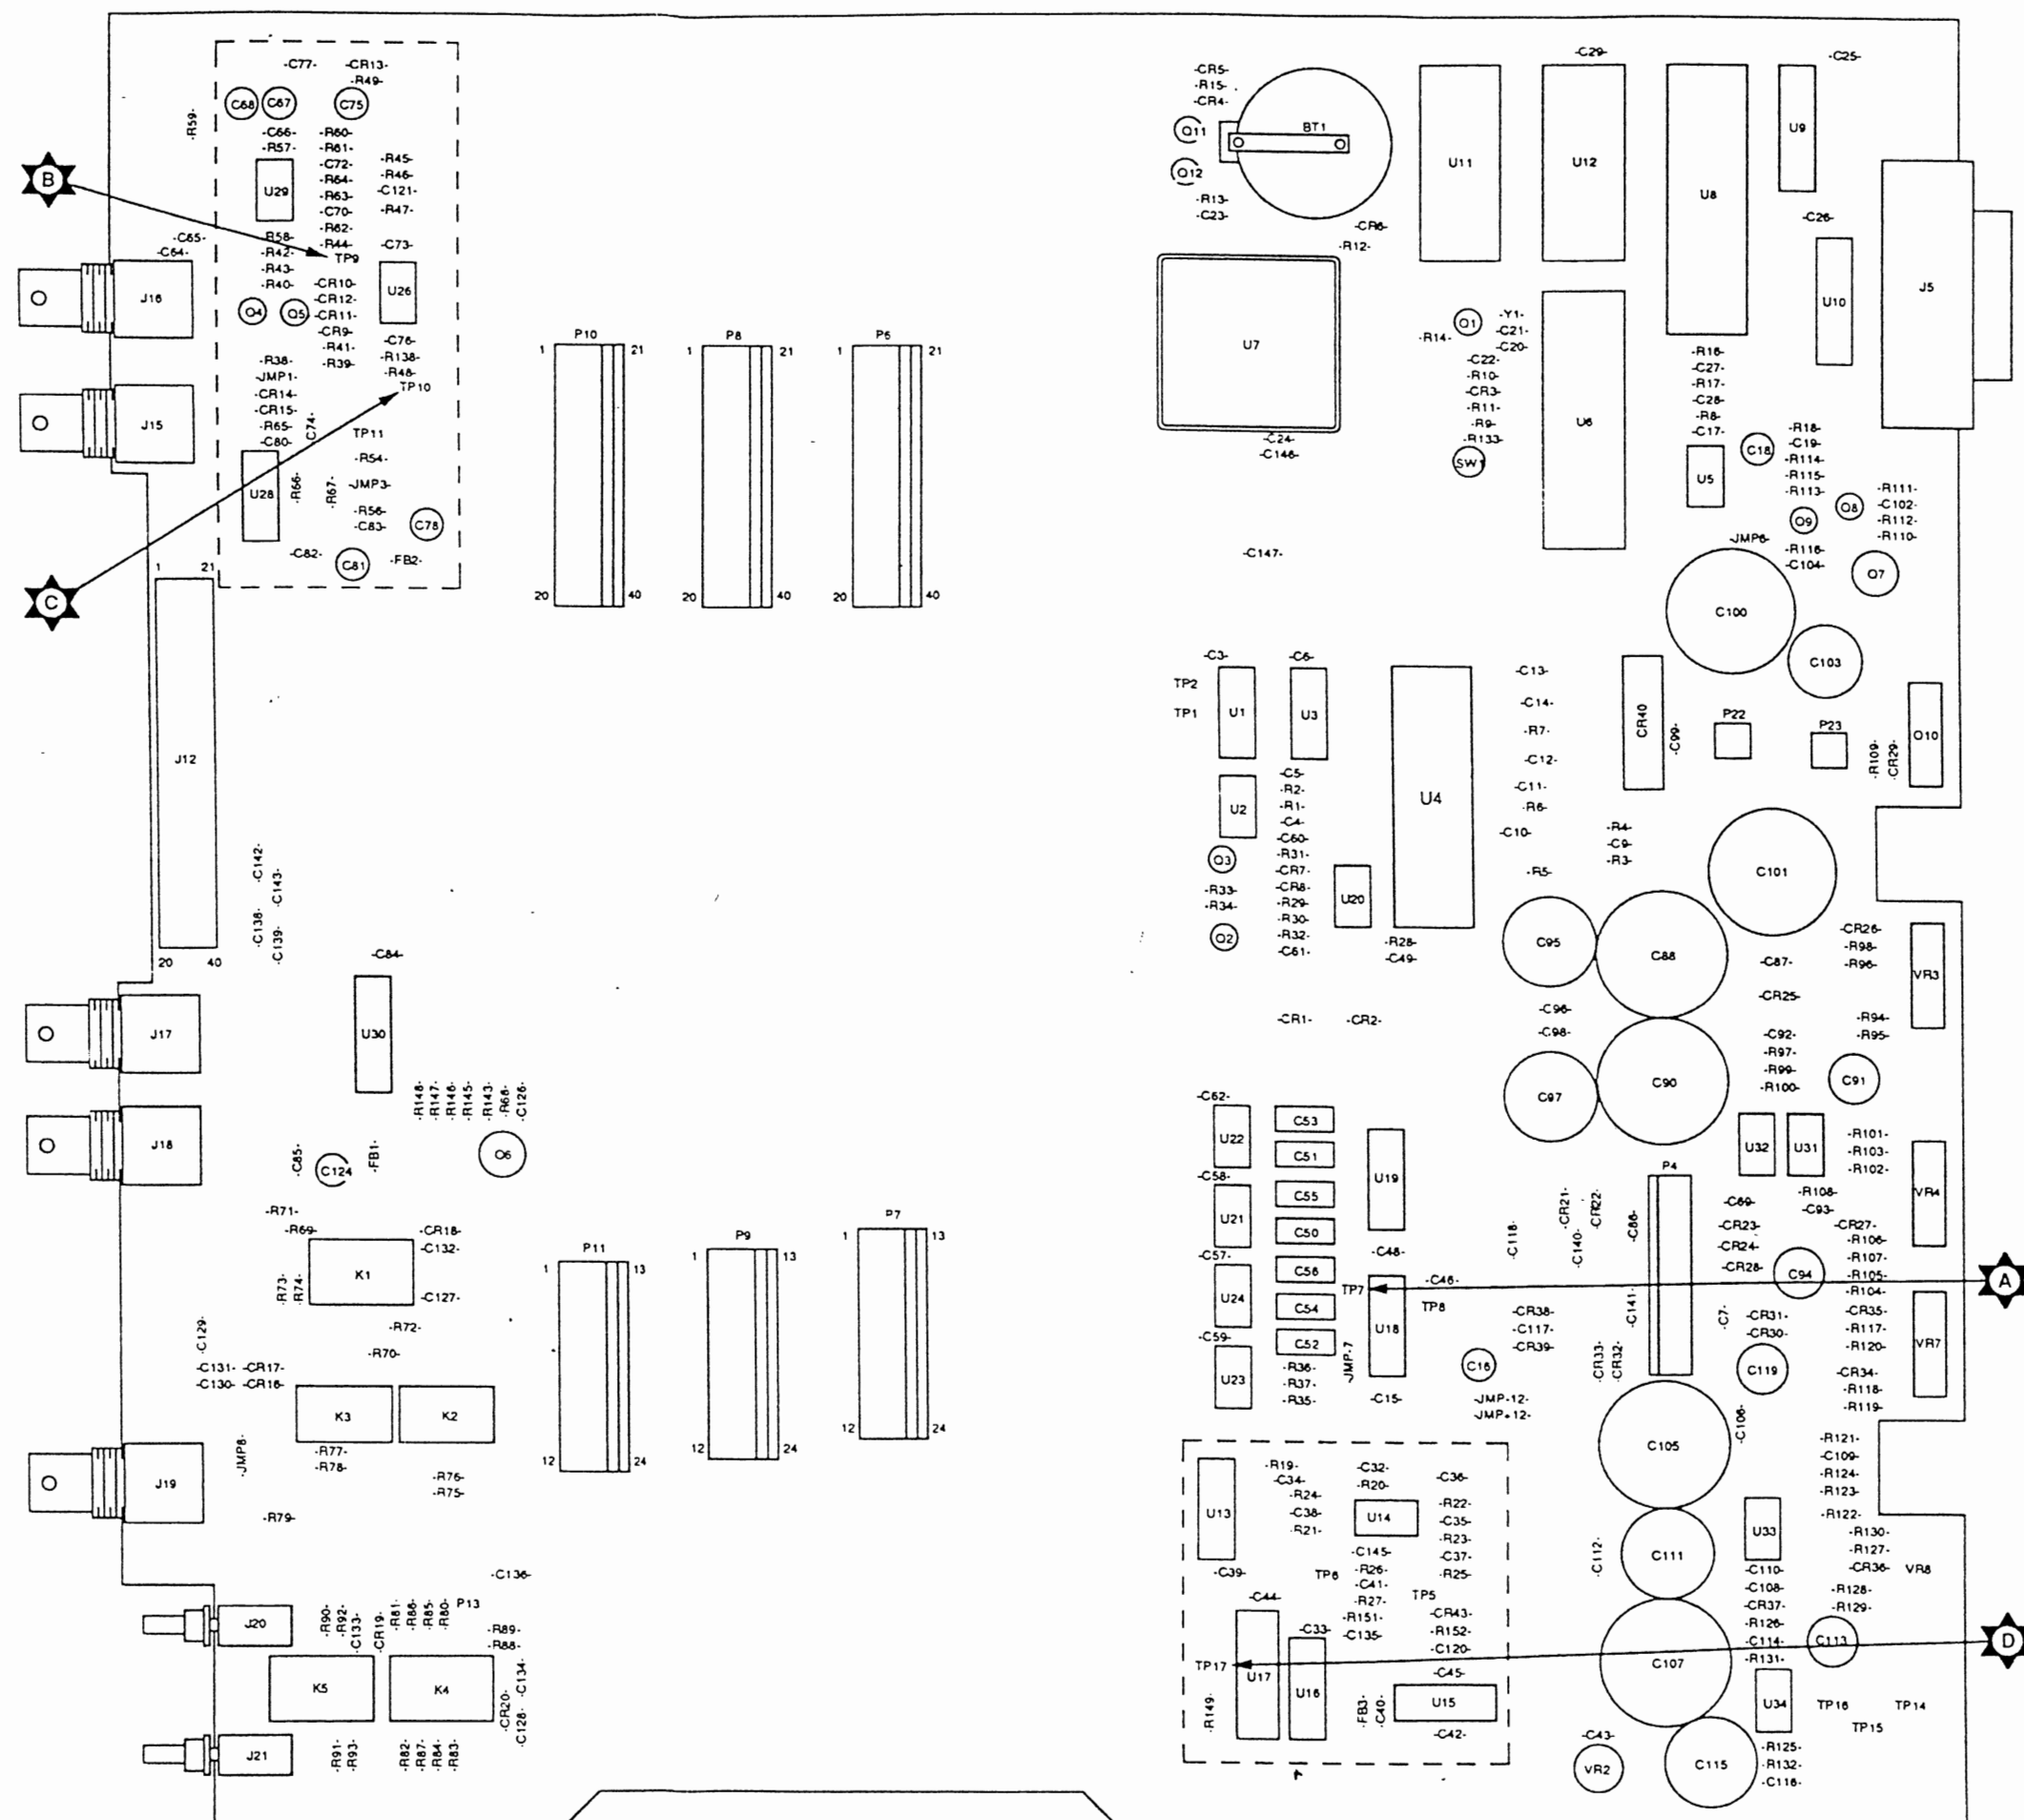 -C77-
-CR13-
-R49-
C68
C67
C75
-R59-
-C66-
-R57-
U29
-R60-
-R61-
-C72-
-R64-
-R63-
-C70-
-R62-
-R44-
TP9
-R45-
-R46-
-C121-
-R47-
-C73-
U26
B
-C65-
-C64-
-R58-
-R42-
-R43-
-R40-
Q4
Q5
-CR10-
-CR12-
-CR11-
-CR9-
-R41-
-R39-
-C76-
-R138-
-R48-
TP10
J16
J15
-R38-
-JMP1-
-CR14-
-CR15-
-R65-
-C80-
-C74-
TP11
-R54-
-JMP3-
-R56-
-C83-
U28
-R66-
-R67-
C78
-C82-
C81
-FB2-
C
1
21
J12
20
40
P10
1
21
20
40
P8
1
21
20
40
P6
1
21
20
40
-CR5-
-R15-
-CR4-
Q11
Q12
-R13-
-C23-
BT1
-CR6-
-R12-
U7
-C24-
-C146-
-C147-
U11
-C29-
U12
U8
U9
-C25-
-C26-
U10
J5
-R14-
Q1
-Y1-
-C21-
-C20-
-C22-
-R10-
-CR3-
-R11-
-R9-
-R133-
SW1
U6
-R16-
-C27-
-R17-
-C28-
-R8-
-C17-
U5
C18
-R18-
-C19-
-R114-
-R115-
-R113-
Q9
Q8
-R111-
-C102-
-R112-
-R110-
-JMP6-
-R116-
-C104-
Q7
C100
C103
-C3-
-C6-
TP2
TP1
U1
U3
U4
-C13-
-C14-
-R7-
-C12-
-C11-
-R6-
-C10-
-R5-
CR40
-C99-
P22
P23
-R109-
-CR29-
Q10
U2
-C5-
-R2-
-R1-
-C4-
-C60-
-R31-
-CR7-
-CR8-
-R29-
-R30-
-R32-
-C61-
Q3
-R33-
-R34-
Q2
U20
-R28-
-C49-
-R4-
-C9-
-R3-
C101
C95
C88
-CR26-
-R98-
-R96-
-C87-
-CR25-
VR3
-CR1-
-CR2-
-C96-
-C98-
C97
C90
-R94-
-R95-
-C92-
-R97-
-R99-
-R100-
C91
-C142-
-C143-
-C138-
-C139-
-C84-
U30
J17
J18
-R148-
-R147-
-R146-
-R145-
-R143-
-R68-
-C126-
-C85-
C124
-FB1-
Q6
-R71-
-R69-
K1
-CR18-
-C132-
-C127-
-R73-
-R74-
-R72-
-R70-
-C129-
-C131-
-CR17-
-C130-
-CR16-
K3
K2
-R77-
-R78-
-R76-
-R75-
-JMP8-
-R79-
J19
P11
1
13
12
24
P9
1
13
12
24
P7
1
13
12
24
-C62-
U22
-C58-
U21
-C57-
U24
-C59-
U23
C53
C51
C55
C50
C56
C54
C52
-R36-
-R37-
-R35-
U19
-C48-
TP7
U18
-C46-
TP8
-JMP-7
-C15-
-C118-
-CR21-
-CR22-
-C140-
-C86-
P4
-C141-
-CR38-
-C117-
-CR39-
C16
-JMP-12-
-JMP+12-
-CR33-
-CR32-
U32
U31
-R101-
-R103-
-R102-
VR4
-C69-
-R108-
-C93-
-CR23-
-CR24-
-CR28-
-CR27-
-R106-
-R107-
-R105-
-R104-
C94
A
-C7-
-CR31-
-CR30-
C119
-CR35-
-R117-
-R120-
-CR34-
-R118-
-R119-
VR7
-C106-
C105
-R121-
-C109-
-R124-
-R123-
-R122-
C111
-C112-
U33
-R130-
-R127-
-CR36-
VR8
-C110-
-C108-
-CR37-
-R126-
-C114-
-R131-
-R128-
-R129-
C113
D
C107
U34
TP16
TP14
TP15
-R125-
-R132-
-C116-
C115
-C43-
VR2
U13
-R19-
-C34-
-R24-
-C38-
-R21-
-C32-
-R20-
U14
-C36-
-R22-
-C35-
-R23-
-C37-
-R25-
-C39-
TP6
-C145-
-R26-
-C41-
-R27-
-R151-
-C135-
TP5
-CR43-
-R152-
-C120-
-C45-
-C44-
-C33-
TP17
U17
U16
U15
-R149-
-FB3-
-C40-
-C42-
-C136-
J20
-R90-
-R92-
-C133-
-CR19-
-R81-
-R86-
-R85-
-R80-
P13
-R89-
-R88-
K5
K4
-C134-
-CR20-
-C128-
J21
-R91-
-R93-
-R82-
-R87-
-R84-
-R83-